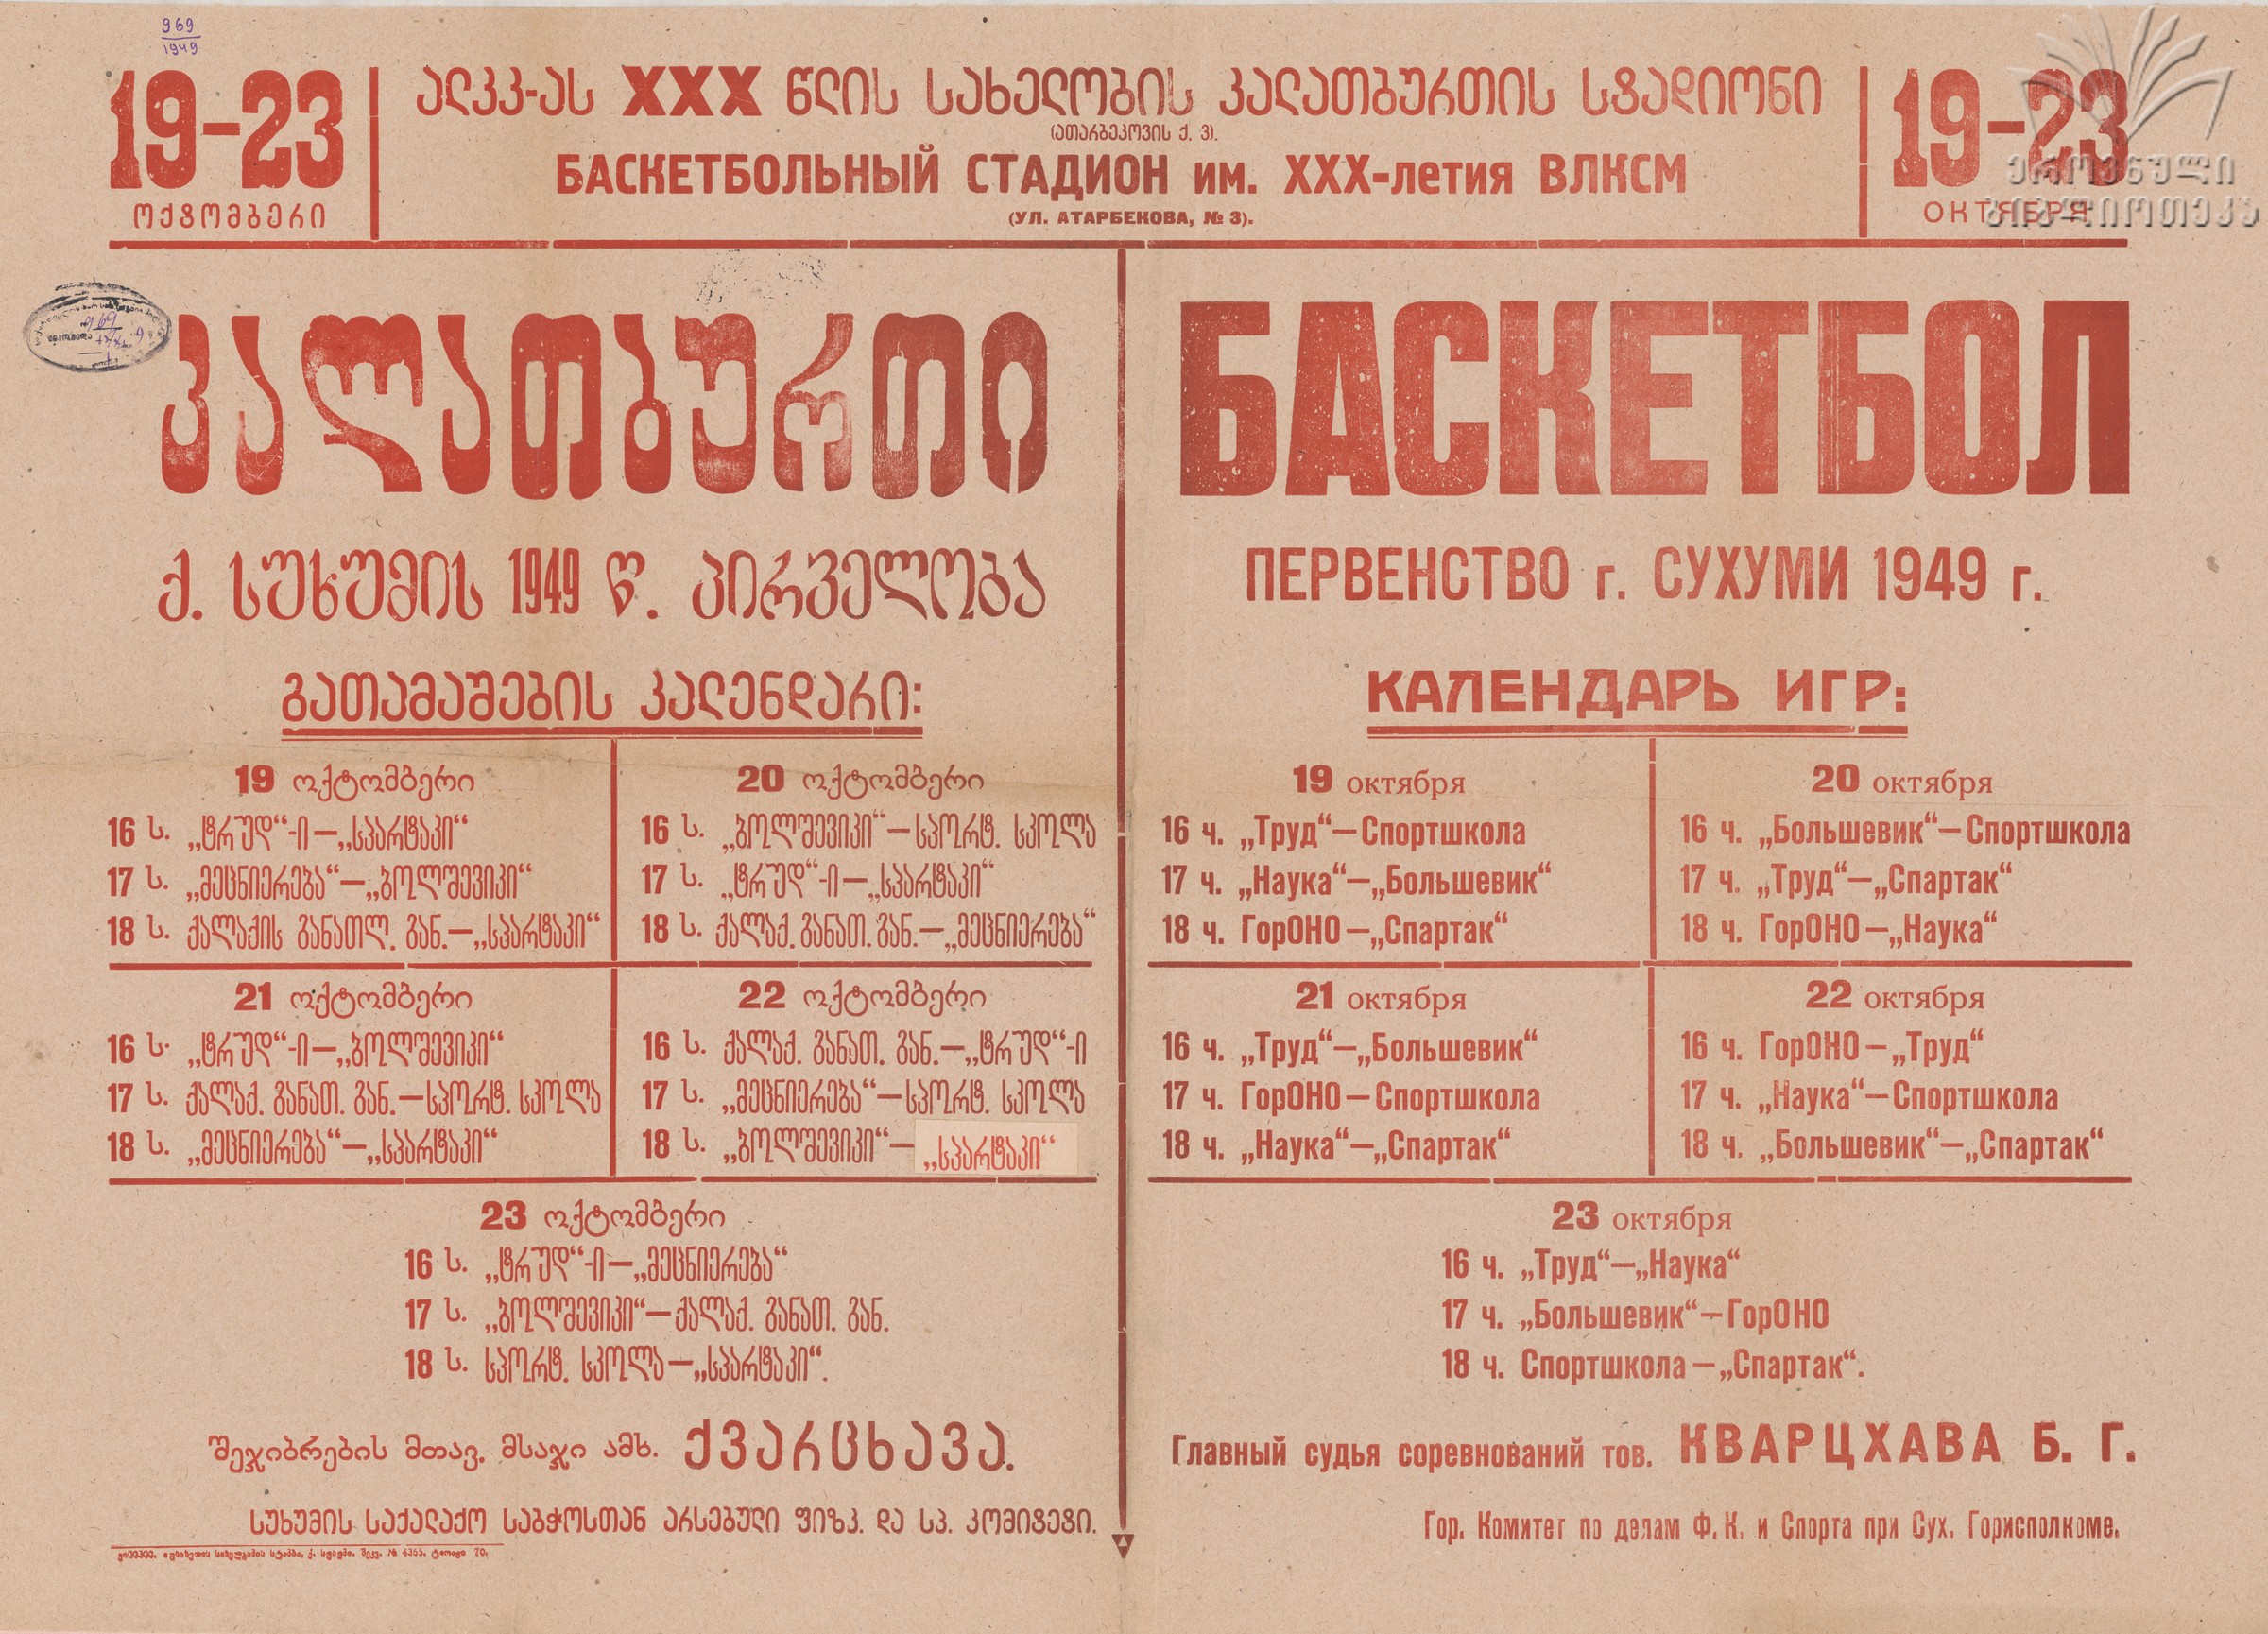 969
1949
19-23
ოქტომბერი
ალკკ-ას XXX წლის სახელობის კალათბურთის სტადიონი
(ათარბეკოვის ქ. 3).
БАСКЕТБОЛЬНЫЙ СТАДИОН им. XXX-летия ВЛКСМ
(УЛ. АТАРБЕКОВА, № 3).
19-23
ОКТЯБРЯ
ეროვნული
ბიბლიოთეკა
კალათბურთი
ქ. სუხუმის 1949 წ. პირველობა
გათამაშების კალენდარი:
19 ოქტომბერი
16 ს. „ტრუდ“-ი—„სპარტაკი“
17 ს. „მეცნიერება“—„ბოლშევიკი“
18 ს. ქალაქის განათლ. გან.—„სპარტაკი“
20 ოქტომბერი
16 ს. „ბოლშევიკი“—სპორტ. სკოლა
17 ს. „ტრუდ“-ი—„სპარტაკი“
18 ს. ქალაქ. განათ. გან.—„მეცნიერება“
21 ოქტომბერი
16 ს. „ტრუდ“-ი—„ბოლშევიკი“
17 ს. ქალაქ. განათ. გან.—სპორტ. სკოლა
18 ს. „მეცნიერება“—„სპარტაკი“
22 ოქტომბერი
16 ს. ქალაქ. განათ. გან.—„ტრუდ“-ი
17 ს. „მეცნიერება“—სპორტ. სკოლა
18 ს. „ბოლშევიკი“—„სპარტაკი“
23 ოქტომბერი
16 ს. „ტრუდ“-ი—„მეცნიერება“
17 ს. „ბოლშევიკი“—ქალაქ. განათ. გან.
18 ს. სპორტ. სკოლა—„სპარტაკი“.
შეჯიბრების მთავ. მსაჯი ამხ. ქვარცხავა.
სუხუმის საქალაქო საბჭოსთან არსებული ფიზკ. და სპ. კომიტეტი.
БАСКЕТБОЛ
ПЕРВЕНСТВО г. СУХУМИ 1949 г.
КАЛЕНДАРЬ ИГР:
19 октября
16 ч. „Труд“—Спортшкола
17 ч. „Наука“—„Большевик“
18 ч. ГорОНО—„Спартак“
20 октября
16 ч. „Большевик“—Спортшкола
17 ч. „Труд“—„Спартак“
18 ч. ГорОНО—„Наука“
21 октября
16 ч. „Труд“—„Большевик“
17 ч. ГорОНО—Спортшкола
18 ч. „Наука“—„Спартак“
22 октября
16 ч. ГорОНО—„Труд“
17 ч. „Наука“—Спортшкола
18 ч. „Большевик“—„Спартак“
23 октября
16 ч. „Труд“—„Наука“
17 ч. „Большевик“—ГорОНО
18 ч. Спортшкола—„Спартак“.
Главный судья соревнований тов. КВАРЦХАВА Б. Г.
Гор. Комитет по делам Ф. К. и Спорта при Сух. Горисполкоме.